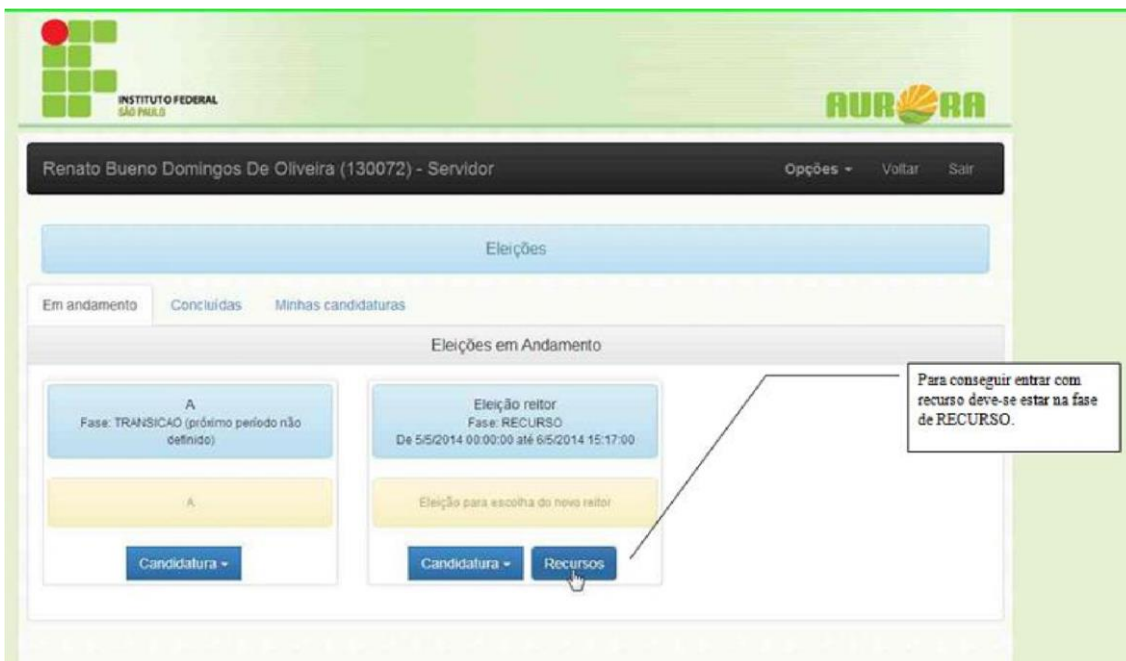 INSTITUTO FEDERAL
SÃO PAULO
AURORA
Renato Bueno Domingos De Oliveira (130072) - Servidor
Opções
Voltar
Sair
Eleições
Em andamento
Concluídas
Minhas candidaturas
Eleições em Andamento
A
Fase: TRANSICAO (próximo período não
definido)
A
Candidatura
Eleição reitor
Fase: RECURSO
De 5/5/2014 00:00:00 até 6/5/2014 15:17:00
Eleição para escolha do novo reitor
Candidatura
Recursos
Para conseguir entrar com
recurso deve-se estar na fase
de RECURSO.